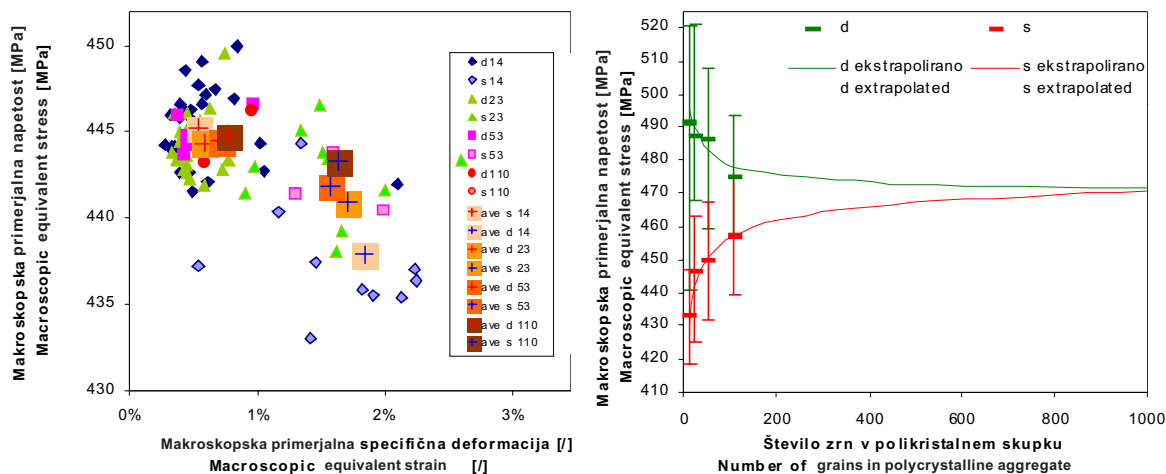 Makroskopska primerjalna napetost [MPa]
Macroscopic equivalent stress [MPa]
450
445
440
435
430
0%
1%
2%
3%
Makroskopska primerjalna specifična deformacija [/]
Macroscopic equivalent strain [/]
d14
s14
d23
s23
d53
s53
d110
s110
ave s 14
ave d 14
ave d 23
ave s 23
ave d 53
ave s 53
ave d 110
ave s 110
Makroskopska primerjalna napetost [MPa]
Macroscopic equivalent stress [MPa]
520
510
500
490
480
470
460
450
440
430
420
410
d
s
d ekstrapolirano
d extrapolated
s ekstrapolirano
s extrapolated
0
200
400
600
800
1000
Število zrn v polikristalnem skupku
Number of grains in polycrystalline aggregate